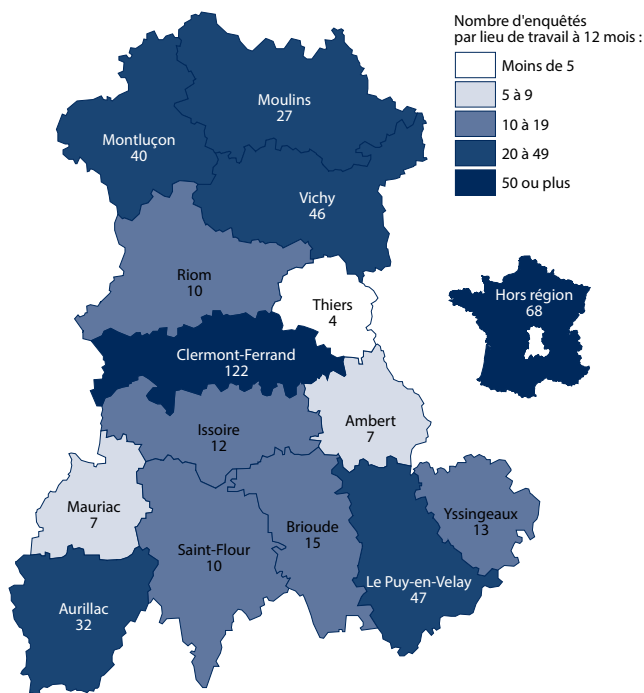 Nombre d'enquêtés
par lieu de travail à 12 mois :
Moins de 5
5 à 9
10 à 19
20 à 49
50 ou plus
Moulins
27
Montluçon
40
Vichy
46
Riom
10
Thiers
4
Hors région
68
Clermont-Ferrand
122
Ambert
7
Issoire
12
Mauriac
7
Yssingeaux
13
Brioude
15
Saint-Flour
10
Le Puy-en-Velay
47
Aurillac
32